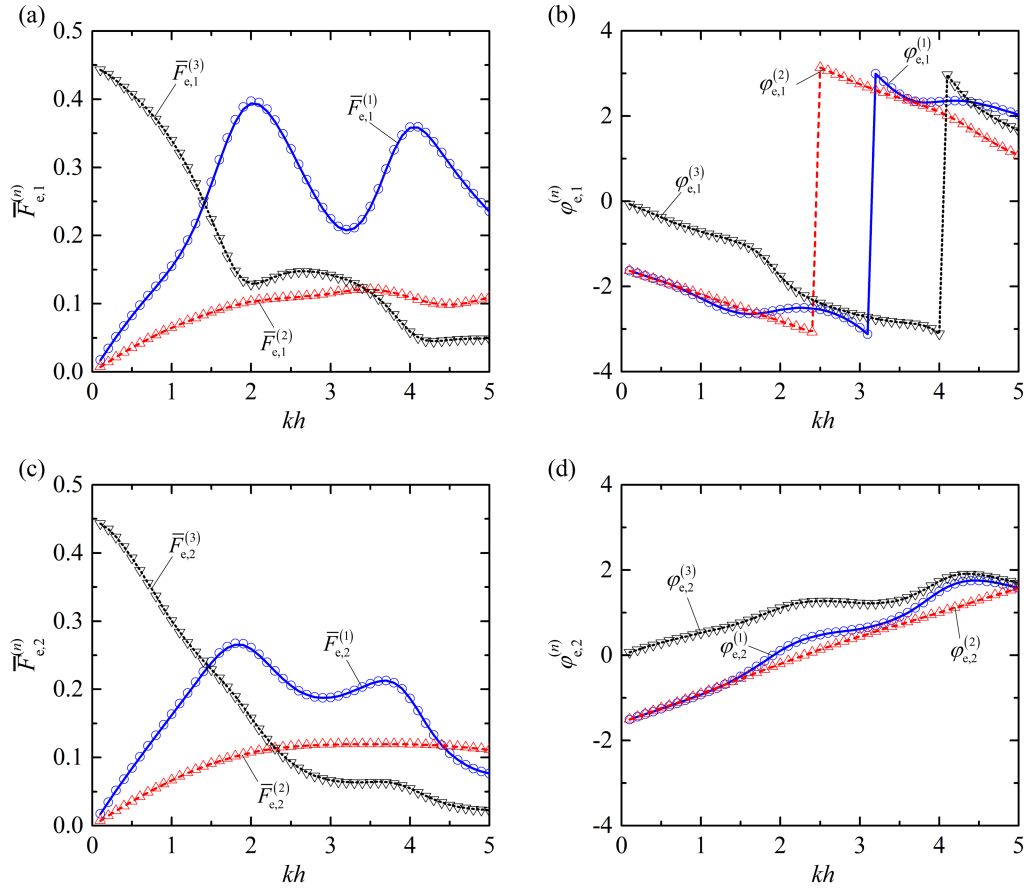 (a)
0.5
0.4
0.3
0.2
0.1
0.0
0 1 2 3 4 5
kh
F̅e,1(n)
F̅e,1(3)
F̅e,1(1)
F̅e,1(2)
(b)
4
2
0
-2
-4
0 1 2 3 4 5
kh
φe,1(n)
φe,1(1)
φe,1(2)
φe,1(3)
(c)
0.5
0.4
0.3
0.2
0.1
0.0
0 1 2 3 4 5
kh
F̅e,2(n)
F̅e,2(3)
F̅e,2(1)
F̅e,2(2)
(d)
4
2
0
-2
-4
0 1 2 3 4 5
kh
φe,2(n)
φe,2(3)
φe,2(1)
φe,2(2)